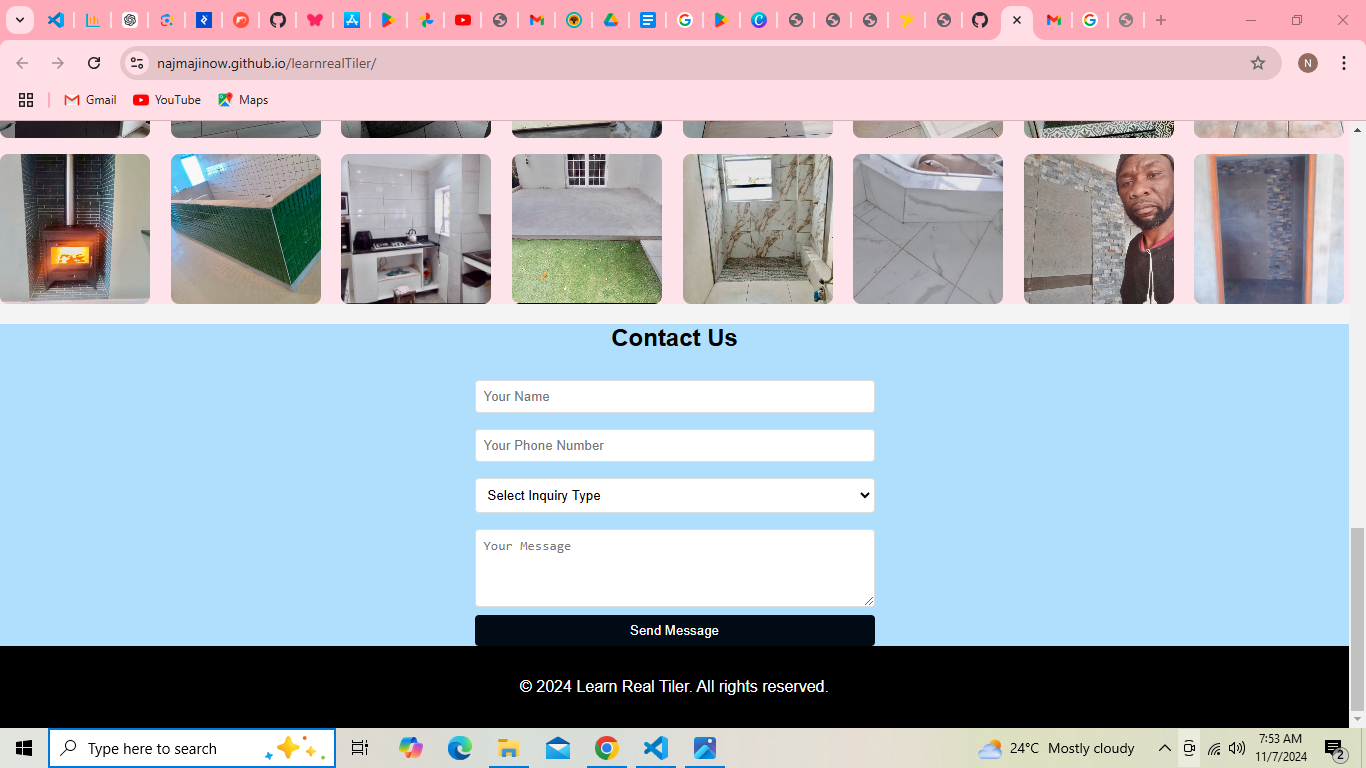 najmajinow.github.io/learnrealTiler/
N
Gmail
YouTube
Maps
Contact Us
Your Name
Your Phone Number
Select Inquiry Type
Your Message
Send Message
© 2024 Learn Real Tiler. All rights reserved.
Type here to search
24°C Mostly cloudy
7:53 AM
11/7/2024
2